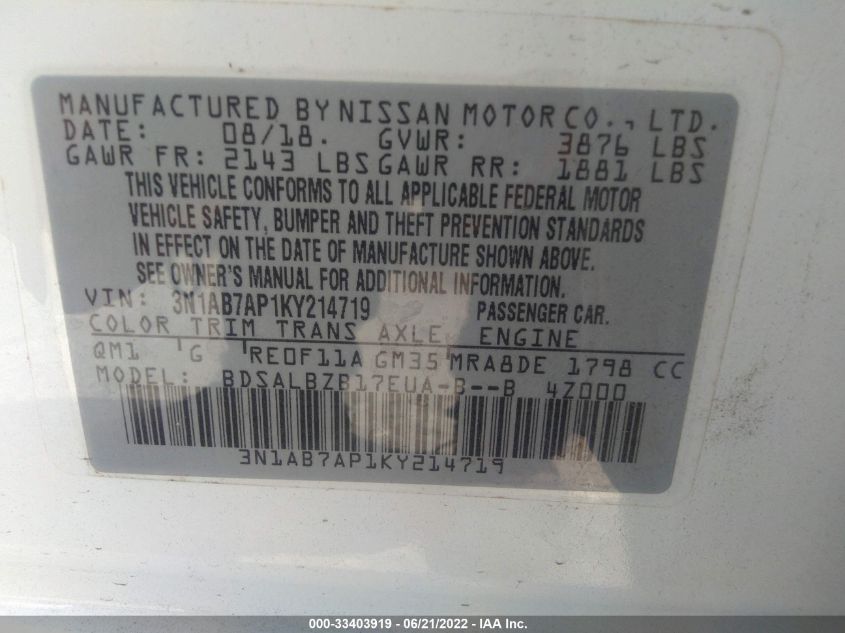 MANUFACTURED BY NISSAN MOTOR CO., LTD.
DATE: 08/18. GVWR: 3876 LBS
GAWR FR: 2143 LBS GAWR RR: 1881 LBS
THIS VEHICLE CONFORMS TO ALL APPLICABLE FEDERAL MOTOR
VEHICLE SAFETY, BUMPER AND THEFT PREVENTION STANDARDS
IN EFFECT ON THE DATE OF MANUFACTURE SHOWN ABOVE.
SEE OWNER'S MANUAL FOR ADDITIONAL INFORMATION.
VIN: 3N1AB7AP1KY214719 PASSENGER CAR.
COLOR TRIM TRANS AXLE ENGINE
QM1 G RE0F11A GM35 MRA8DE 1798 CC
MODEL: BDSALBZB17EUA-B--B 4Z000
3N1AB7AP1KY214719
000-33403919 - 06/21/2022 - IAA Inc.